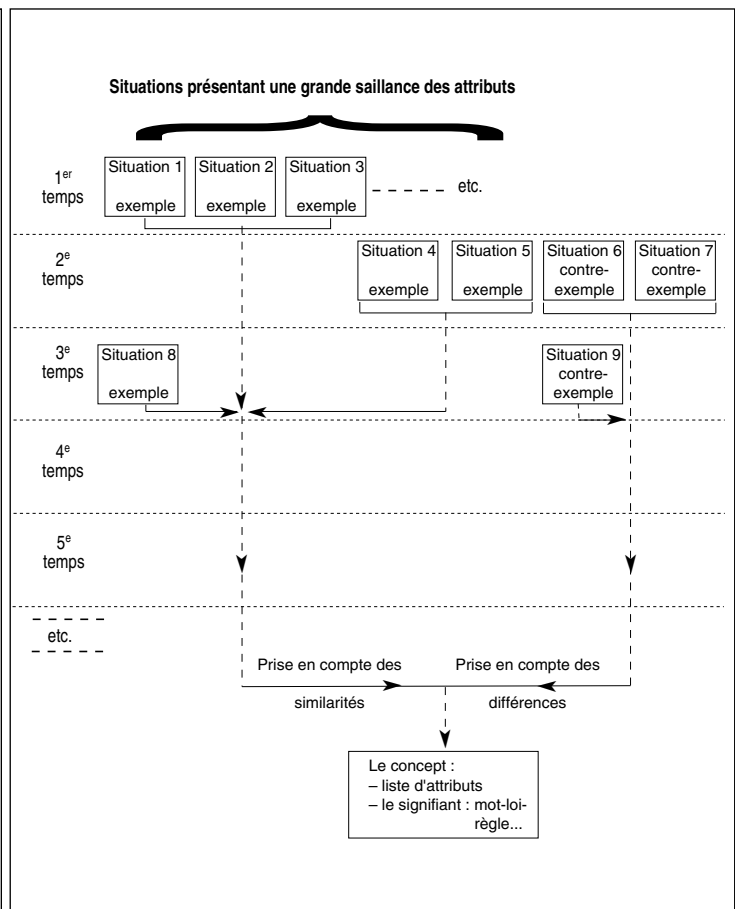 Situations présentant une grande saillance des attributs
1er
temps
Situation 1
exemple
Situation 2
exemple
Situation 3
exemple
etc.
2e
temps
Situation 4
exemple
Situation 5
exemple
Situation 6
contre-
exemple
Situation 7
contre-
exemple
3e
temps
Situation 8
exemple
Situation 9
contre-
exemple
4e
temps
5e
temps
etc.
Prise en compte des
similarités
Prise en compte des
différences
Le concept :
– liste d'attributs
– le signifiant : mot-loi-
règle...